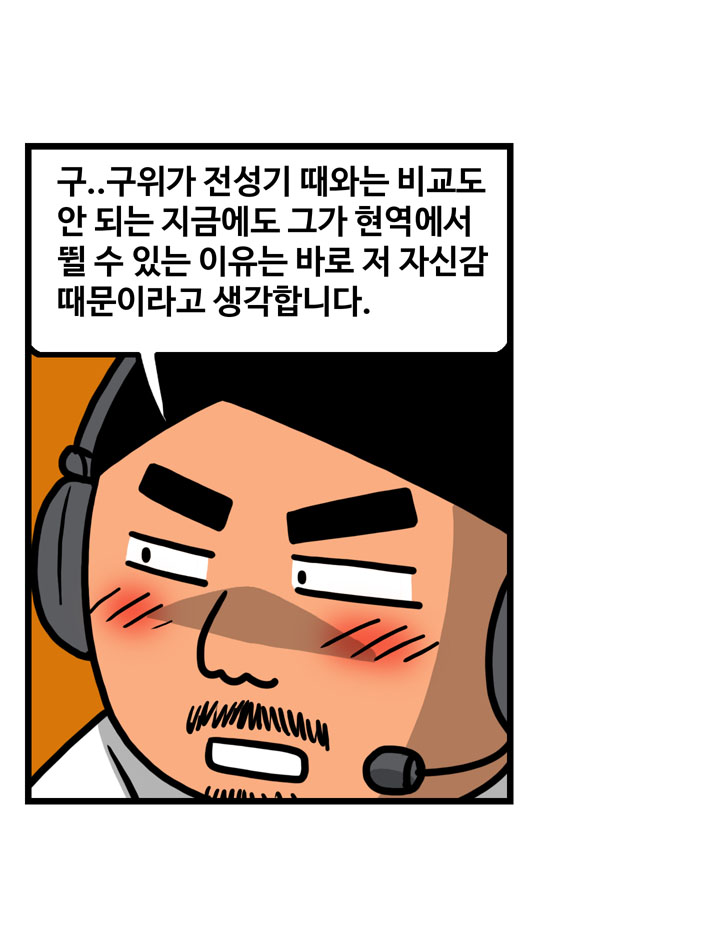 구..구위가 전성기 때와는 비교도
안 되는 지금에도 그가 현역에서
뛸 수 있는 이유는 바로 저 자신감
때문이라고 생각합니다.